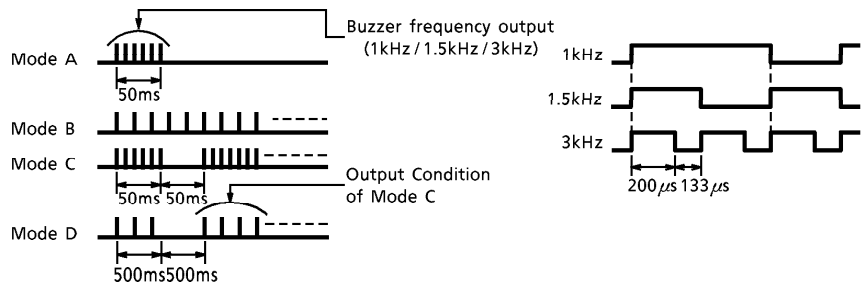 Buzzer frequency output
(1kHz / 1.5kHz / 3kHz)
Mode A
50ms
Mode B
Mode C
50ms 50ms
Output Condition
of Mode C
Mode D
500ms 500ms
1kHz
1.5kHz
3kHz
200μs 133μs